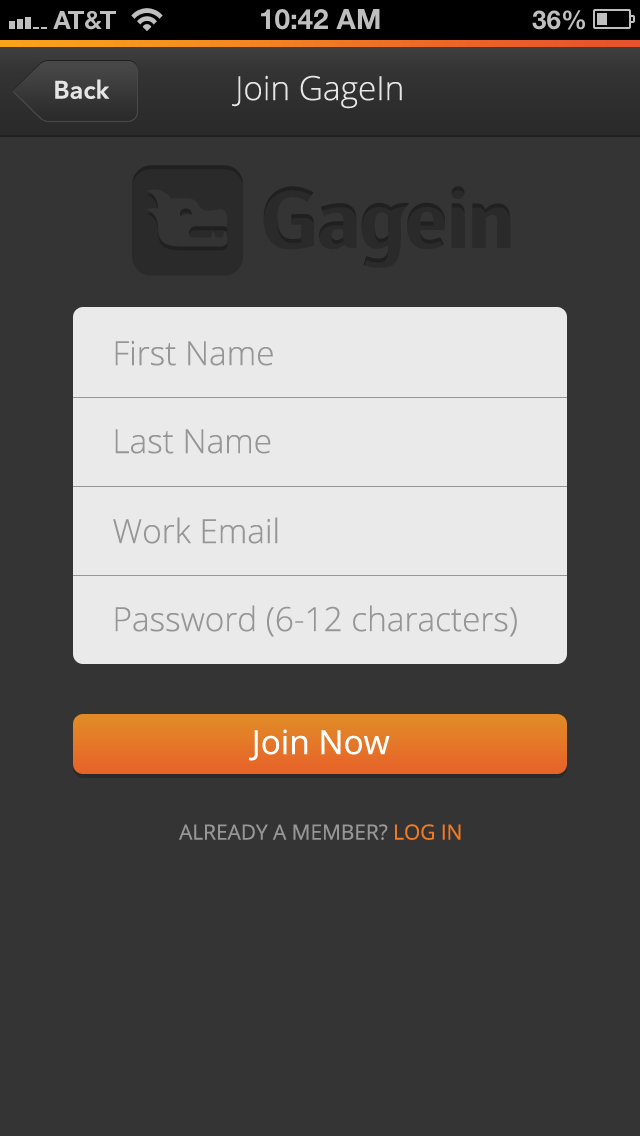 AT&T 10:42 AM 36%
Back Join GageIn
Gagein
First Name
Last Name
Work Email
Password (6-12 characters)
Join Now
ALREADY A MEMBER? LOG IN